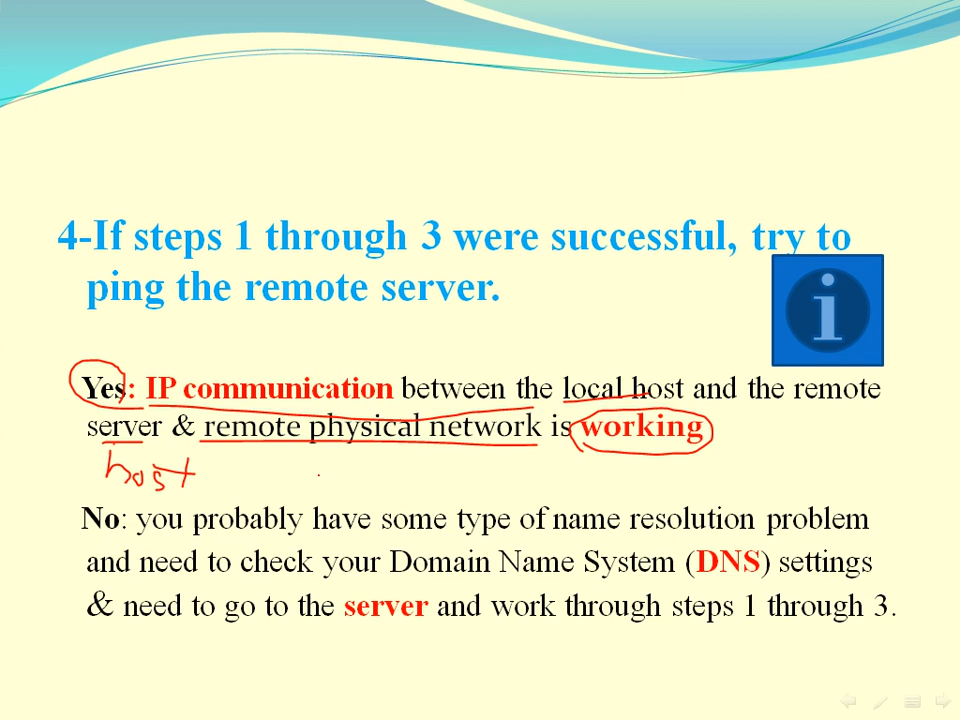 4-If steps 1 through 3 were successful, try to
ping the remote server.
i
Yes: IP communication between the local host and the remote
server & remote physical network is working
host
No: you probably have some type of name resolution problem
and need to check your Domain Name System (DNS) settings
& need to go to the server and work through steps 1 through 3.